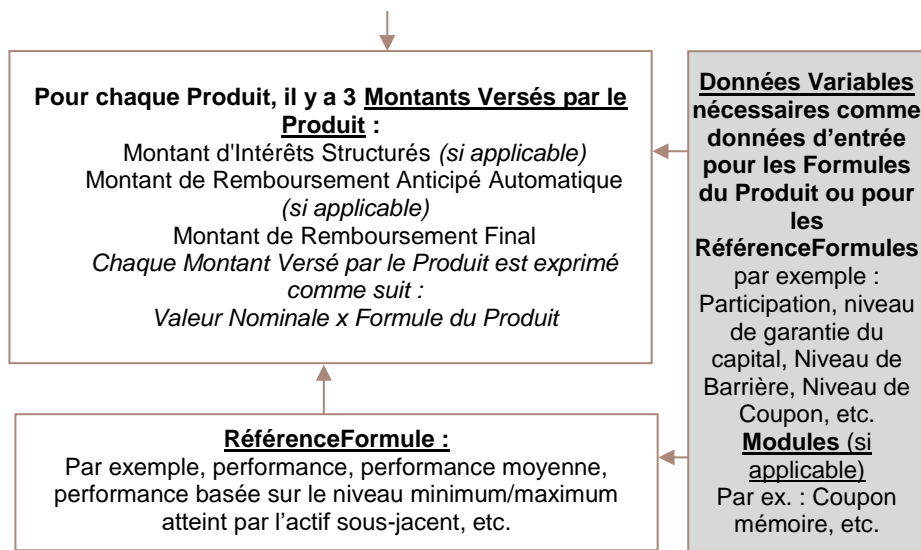 Pour chaque Produit, il y a 3 Montants Versés par le
Produit :
Montant d'Intérêts Structurés (si applicable)
Montant de Remboursement Anticipé Automatique
(si applicable)
Montant de Remboursement Final
Chaque Montant Versé par le Produit est exprimé
comme suit :
Valeur Nominale x Formule du Produit
RéférenceFormule :
Par exemple, performance, performance moyenne,
performance basée sur le niveau minimum/maximum
atteint par l’actif sous-jacent, etc.
Données Variables
nécessaires comme
données d’entrée
pour les Formules
du Produit ou pour
les
RéférenceFormules
par exemple :
Participation, niveau
de garantie du
capital, Niveau de
Barrière, Niveau de
Coupon, etc.
Modules (si
applicable)
Par ex. : Coupon
mémoire, etc.